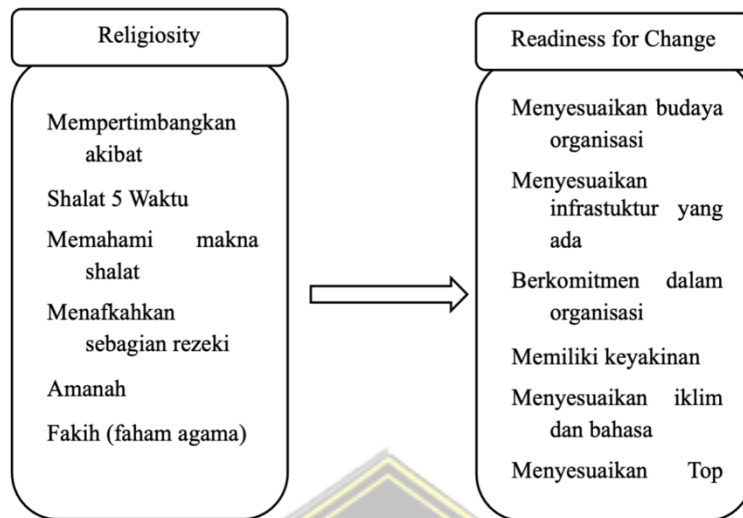 Religiosity
Mempertimbangkan
akibat
Shalat 5 Waktu
Memahami makna
shalat
Menafkahkan
sebagian rezeki
Amanah
Fakih (faham agama)
Readiness for Change
Menyesuaikan budaya
organisasi
Menyesuaikan
infrastuktur yang
ada
Berkomitmen dalam
organisasi
Memiliki keyakinan
Menyesuaikan iklim
dan bahasa
Menyesuaikan Top